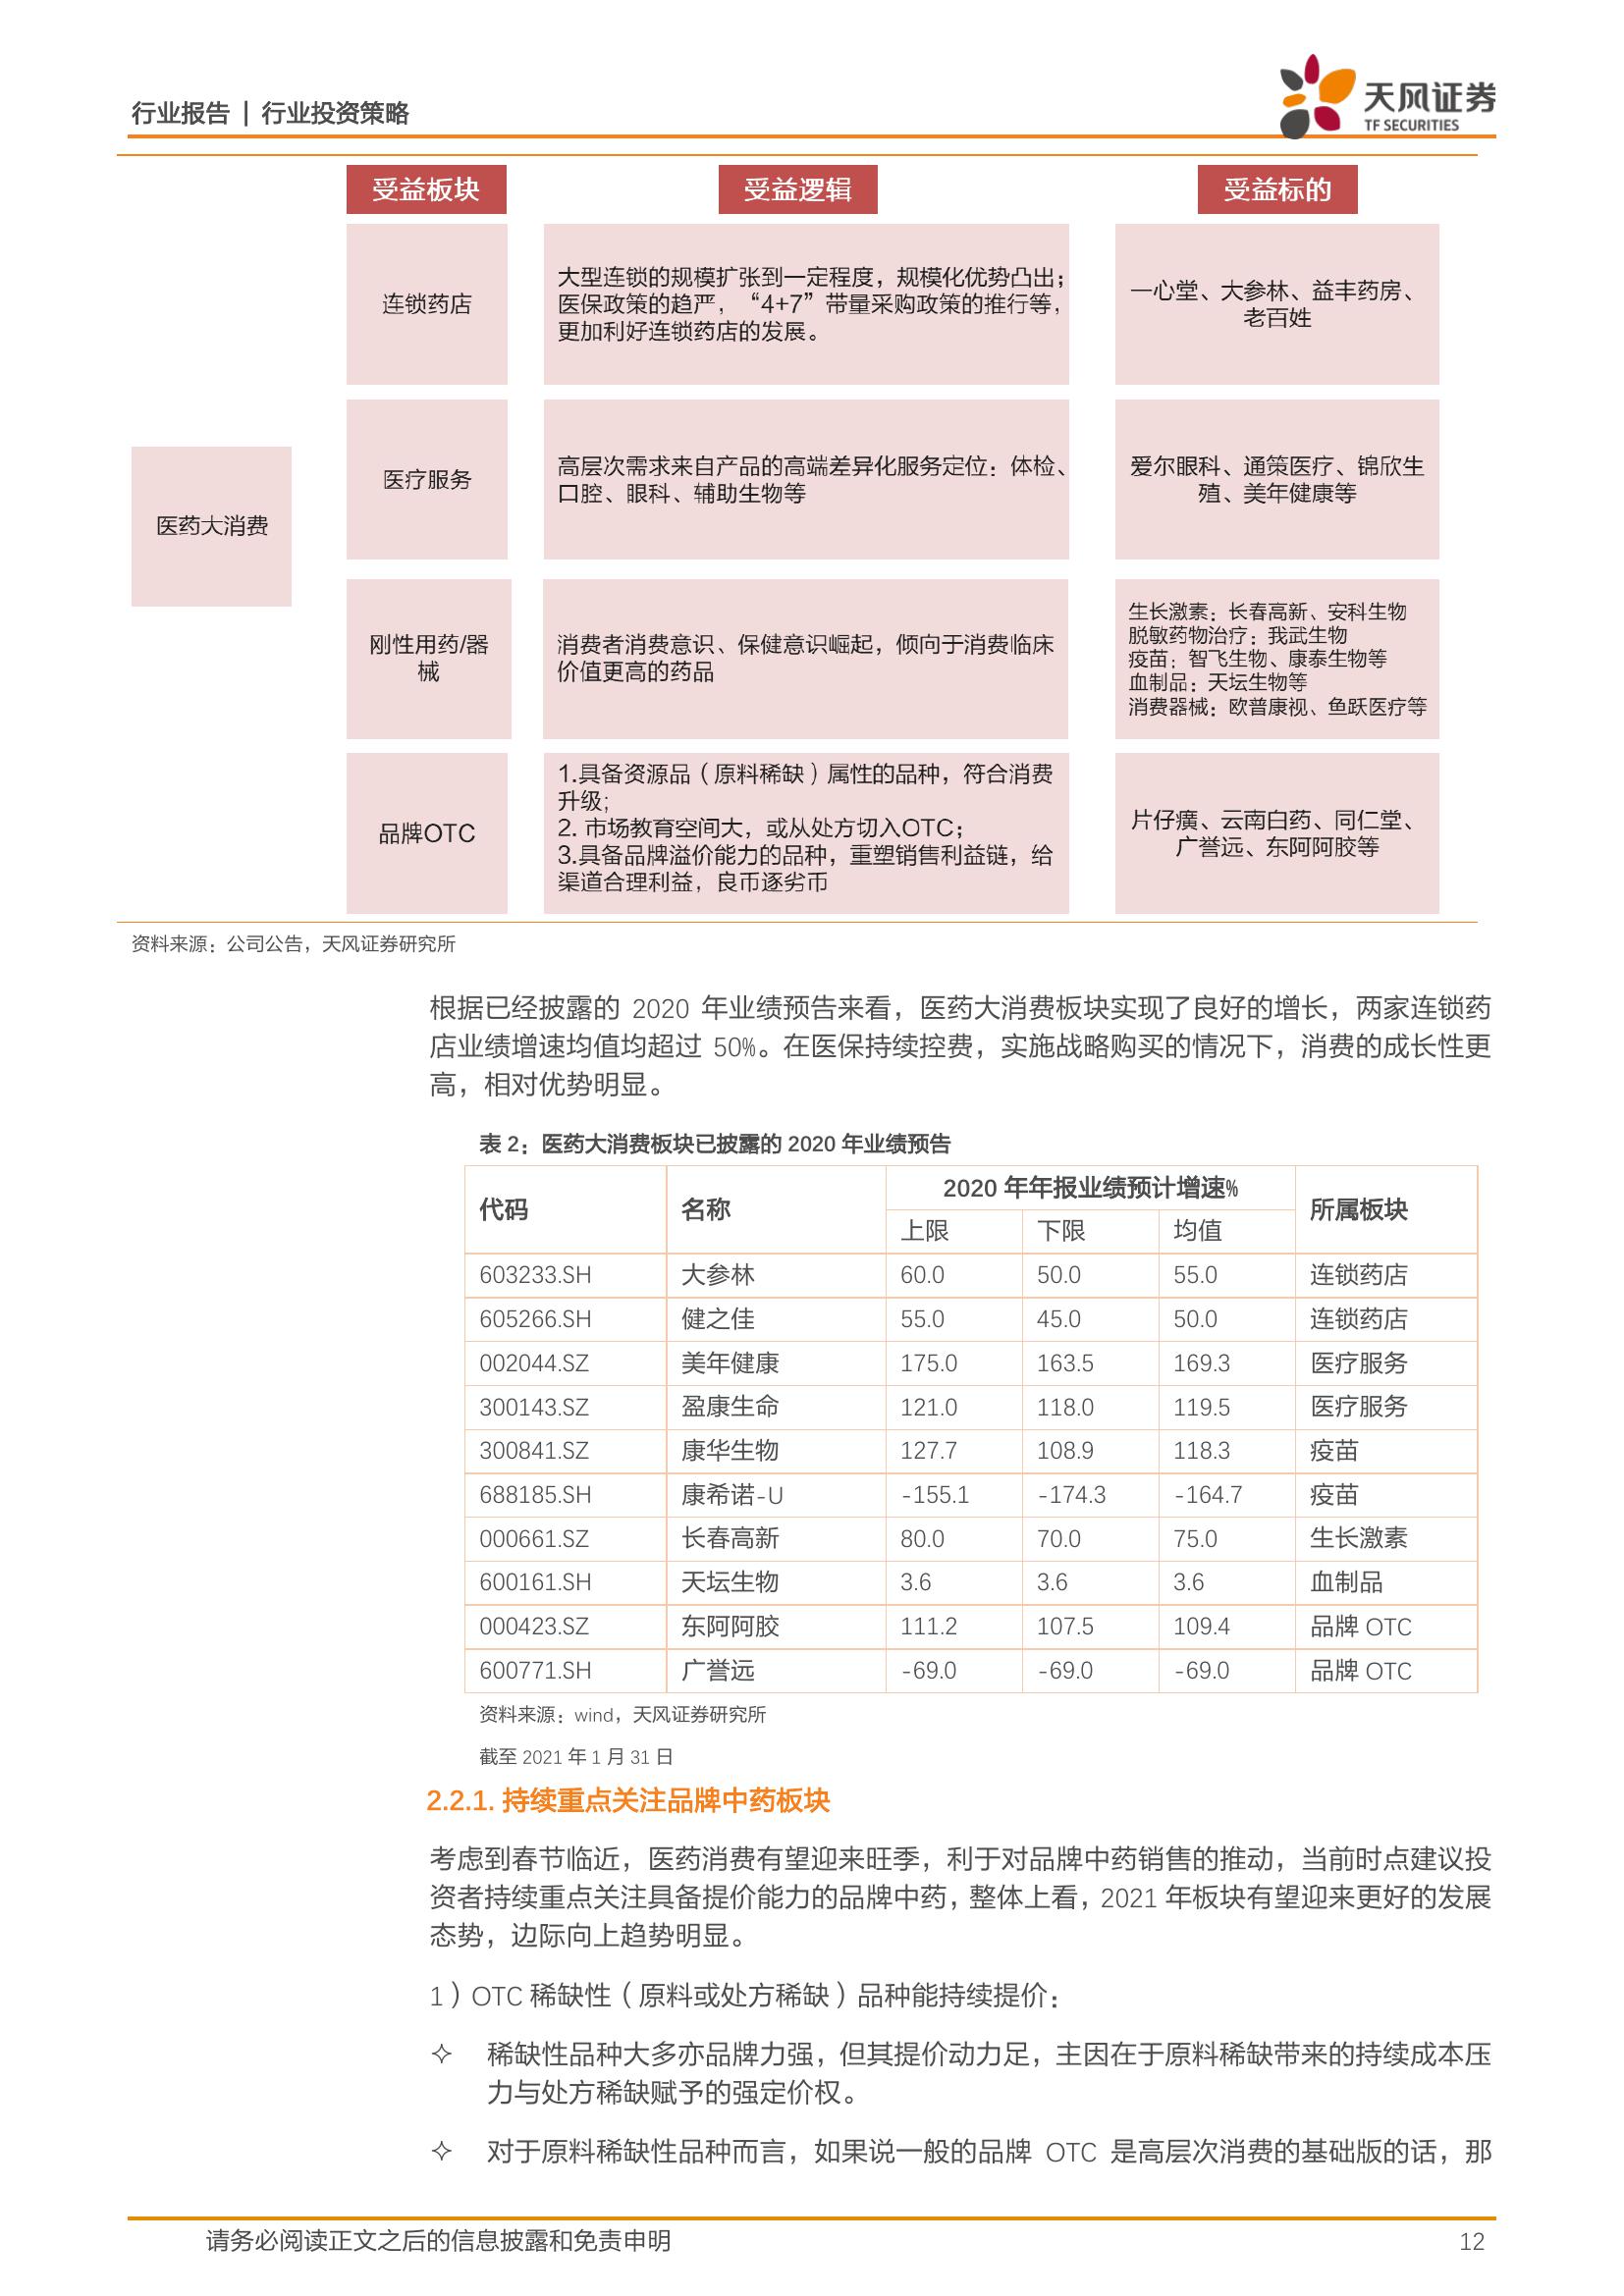 行业报告 | 行业投资策略
天风证券
TF SECURITIES
受益板块 受益逻辑 受益标的
医药大消费
连锁药店
大型连锁的规模扩张到一定程度，规模化优势凸出；
医保政策的趋严，“4+7”带量采购政策的推行等，
更加利好连锁药店的发展。
一心堂、大参林、益丰药房、
老百姓
医疗服务
高层次需求来自产品的高端差异化服务定位：体检、
口腔、眼科、辅助生物等
爱尔眼科、通策医疗、锦欣生
殖、美年健康等
刚性用药/器
械
消费者消费意识、保健意识崛起，倾向于消费临床
价值更高的药品
生长激素：长春高新、安科生物
脱敏药物治疗：我武生物
疫苗：智飞生物、康泰生物等
血制品：天坛生物等
消费器械：欧普康视、鱼跃医疗等
品牌OTC
1.具备资源品（原料稀缺）属性的品种，符合消费
升级;
2. 市场教育空间大，或从处方切入OTC；
3.具备品牌溢价能力的品种，重塑销售利益链，给
渠道合理利益，良币逐劣币
片仔癀、云南白药、同仁堂、
广誉远、东阿阿胶等
资料来源：公司公告，天风证券研究所
根据已经披露的 2020 年业绩预告来看，医药大消费板块实现了良好的增长，两家连锁药
店业绩增速均值均超过 50%。在医保持续控费，实施战略购买的情况下，消费的成长性更
高，相对优势明显。
表 2：医药大消费板块已披露的 2020 年业绩预告
代码 名称 2020 年年报业绩预计增速% 所属板块
上限 下限 均值
603233.SH 大参林 60.0 50.0 55.0 连锁药店
605266.SH 健之佳 55.0 45.0 50.0 连锁药店
002044.SZ 美年健康 175.0 163.5 169.3 医疗服务
300143.SZ 盈康生命 121.0 118.0 119.5 医疗服务
300841.SZ 康华生物 127.7 108.9 118.3 疫苗
688185.SH 康希诺-U -155.1 -174.3 -164.7 疫苗
000661.SZ 长春高新 80.0 70.0 75.0 生长激素
600161.SH 天坛生物 3.6 3.6 3.6 血制品
000423.SZ 东阿阿胶 111.2 107.5 109.4 品牌 OTC
600771.SH 广誉远 -69.0 -69.0 -69.0 品牌 OTC
资料来源：wind，天风证券研究所
截至 2021 年 1 月 31 日
2.2.1. 持续重点关注品牌中药板块
考虑到春节临近，医药消费有望迎来旺季，利于对品牌中药销售的推动，当前时点建议投
资者持续重点关注具备提价能力的品牌中药，整体上看，2021 年板块有望迎来更好的发展
态势，边际向上趋势明显。
1）OTC 稀缺性（原料或处方稀缺）品种能持续提价：
✧ 稀缺性品种大多亦品牌力强，但其提价动力足，主因在于原料稀缺带来的持续成本压
力与处方稀缺赋予的强定价权。
✧ 对于原料稀缺性品种而言，如果说一般的品牌 OTC 是高层次消费的基础版的话，那
请务必阅读正文之后的信息披露和免责申明 12